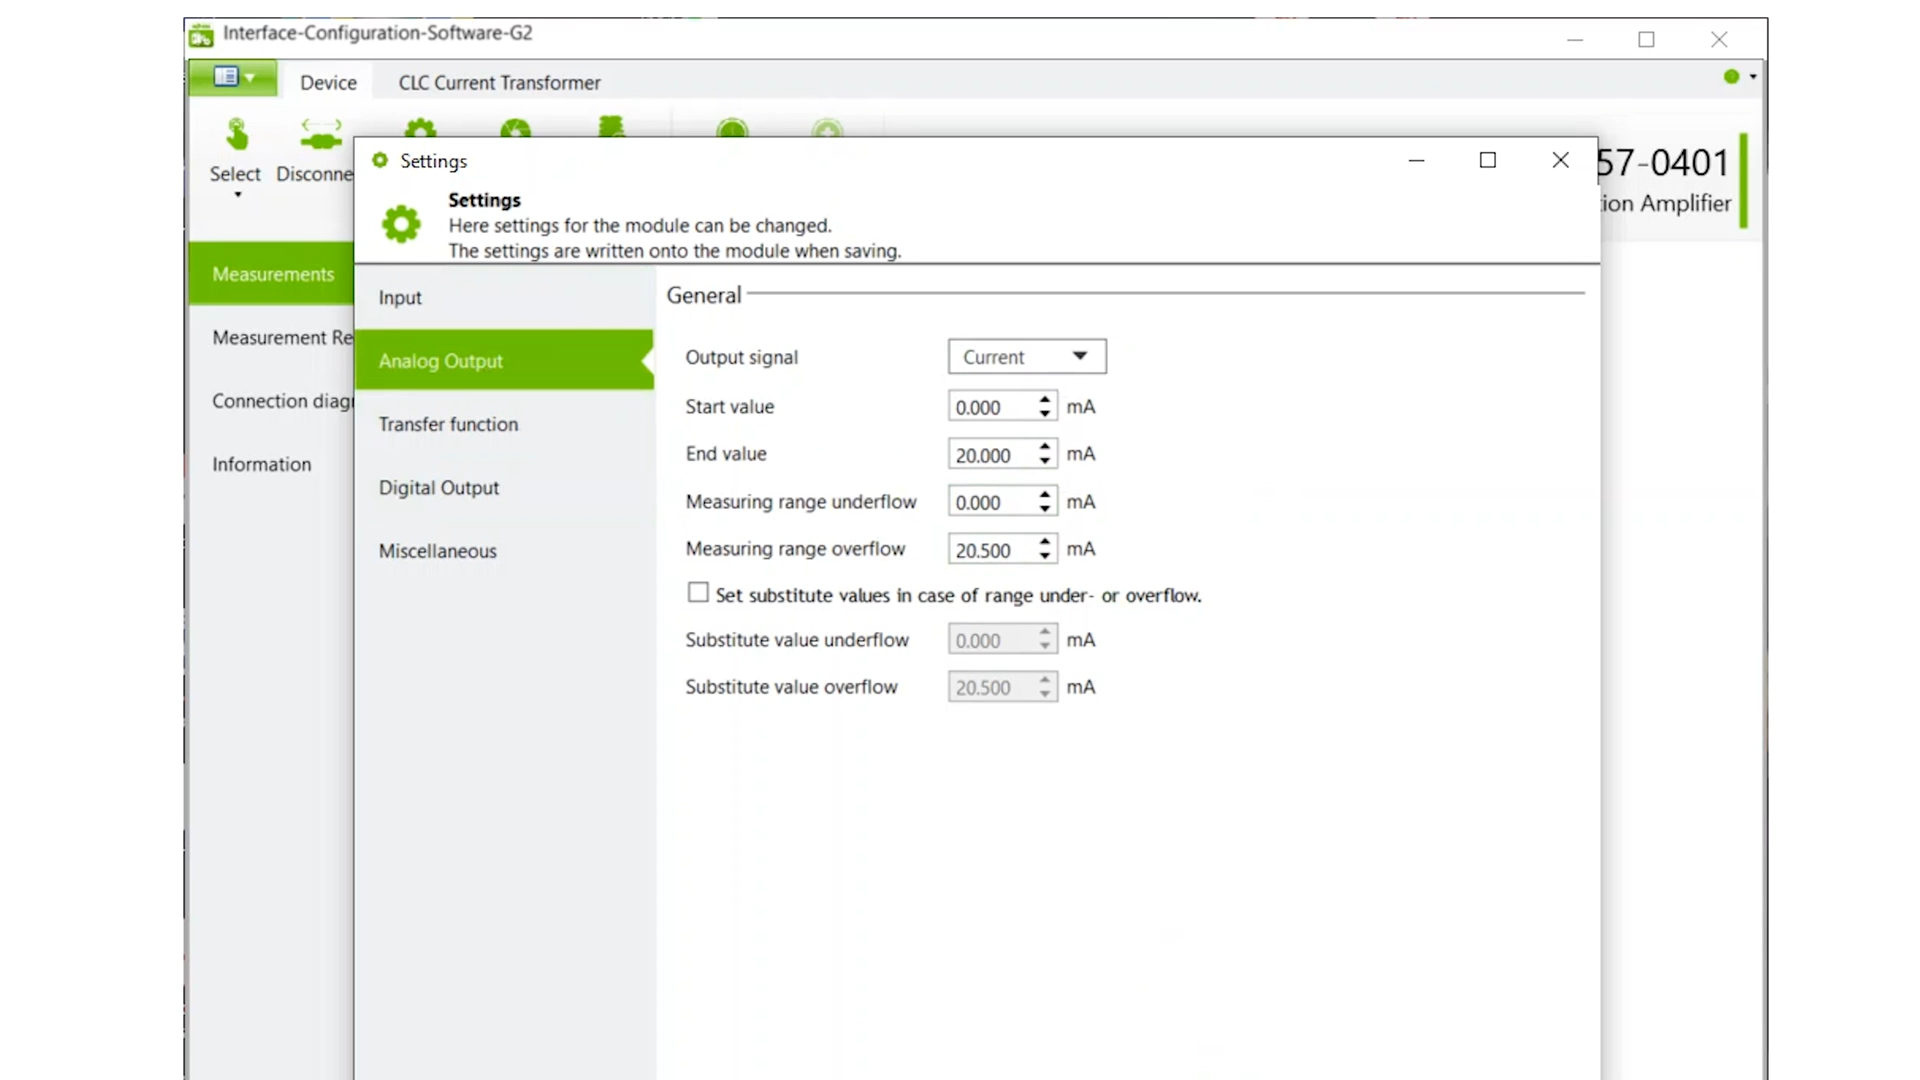 Interface-Configuration-Software-G2
Device
CLC Current Transformer
Select
57-0401
Amplifier
Settings
Settings
Here settings for the module can be changed.
The settings are written onto the module when saving.
Measurements
Measurement
Connection
Information
Input
Analog Output
Transfer function
Digital Output
Miscellaneous
General
Output signal Current
Start value 0.000 mA
End value 20.000 mA
Measuring range underflow 0.000 mA
Measuring range overflow 20.500 mA
Set substitute values in case of range under- or overflow.
Substitute value underflow 0.000 mA
Substitute value overflow 20.500 mA